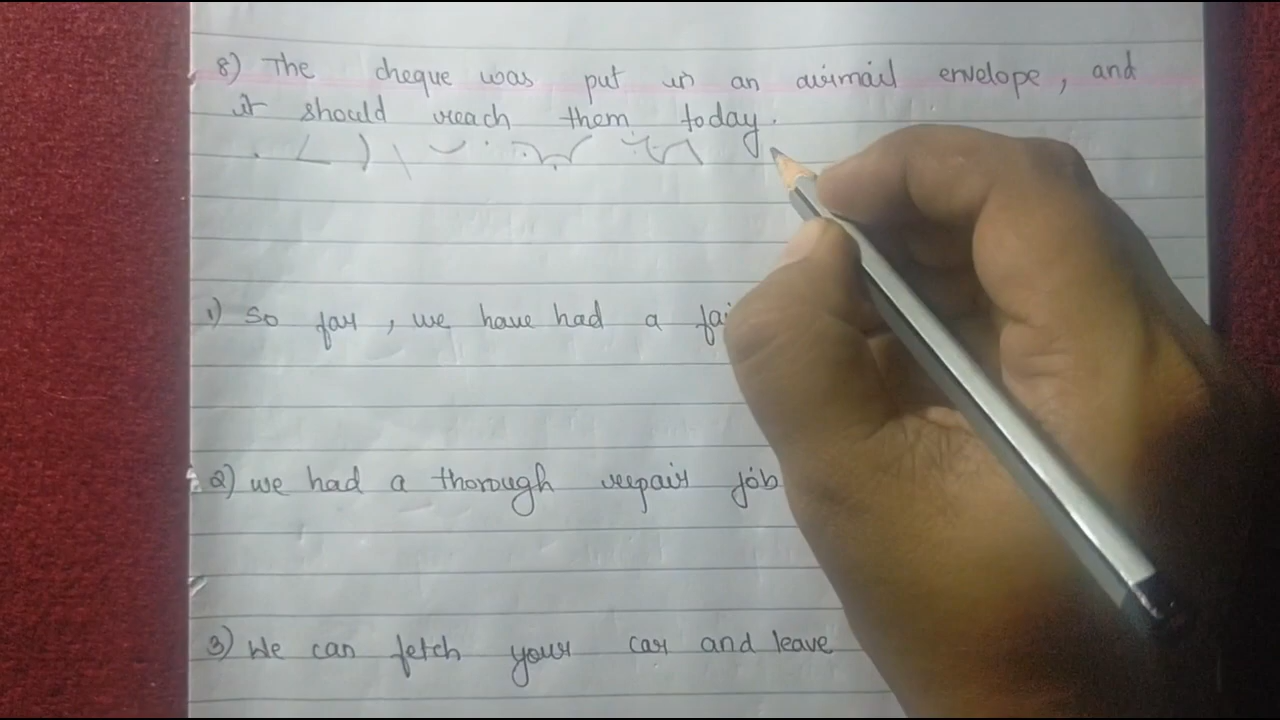 8) The cheque was put in an airmail envelope, and
it should reach them today.
1) So far, we have had a
2) we had a thorough repair job
3) We can fetch your car and leave